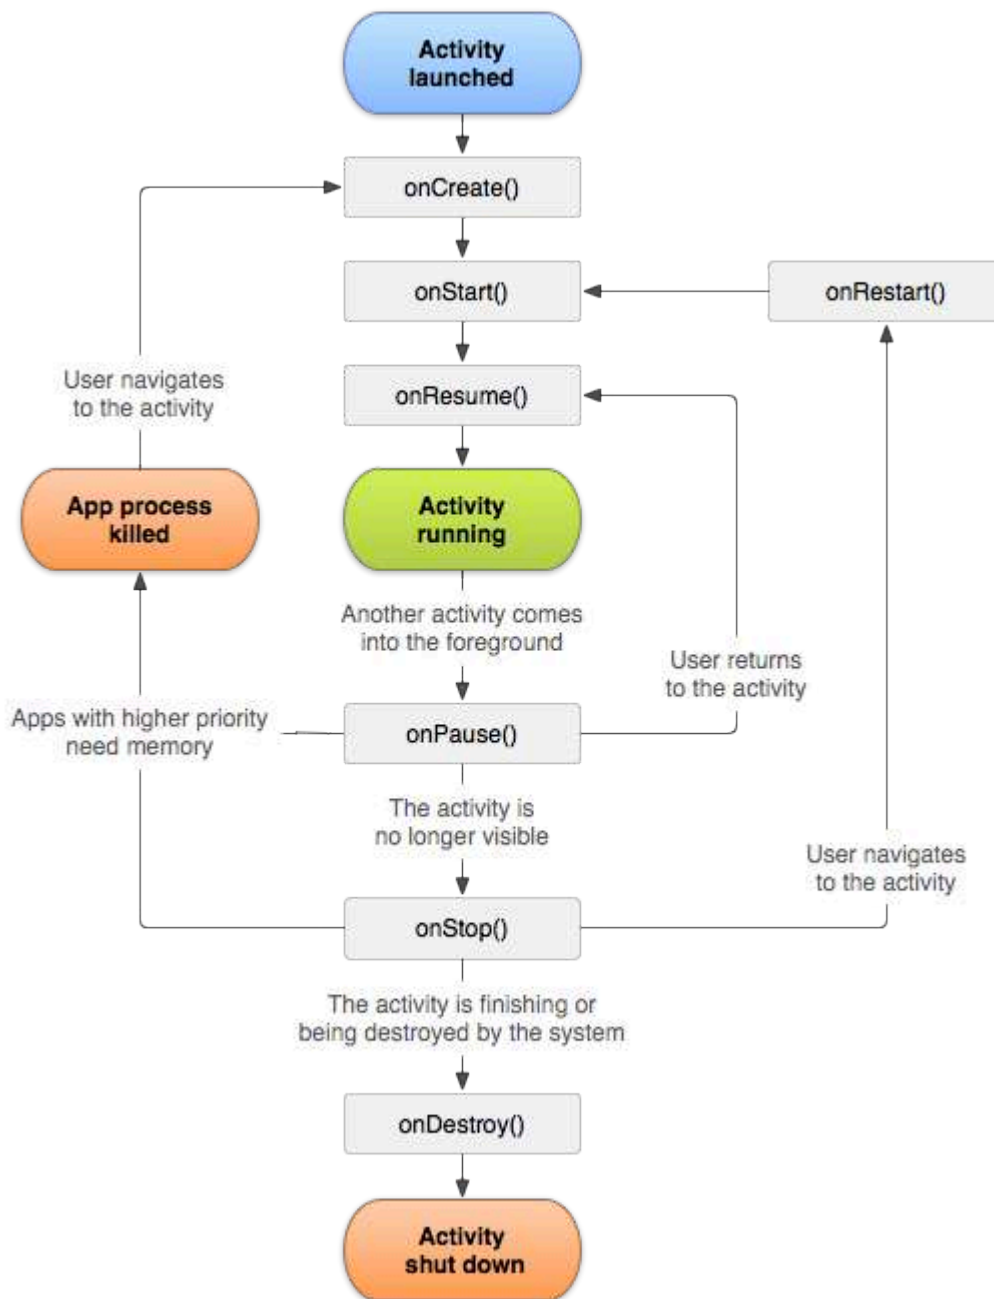 Activity
launched
onCreate()
onStart()
onRestart()
onResume()
User navigates
to the activity
App process
killed
Activity
running
Another activity comes
into the foreground
User returns
to the activity
Apps with higher priority
need memory
onPause()
The activity is
no longer visible
User navigates
to the activity
onStop()
The activity is finishing or
being destroyed by the system
onDestroy()
Activity
shut down